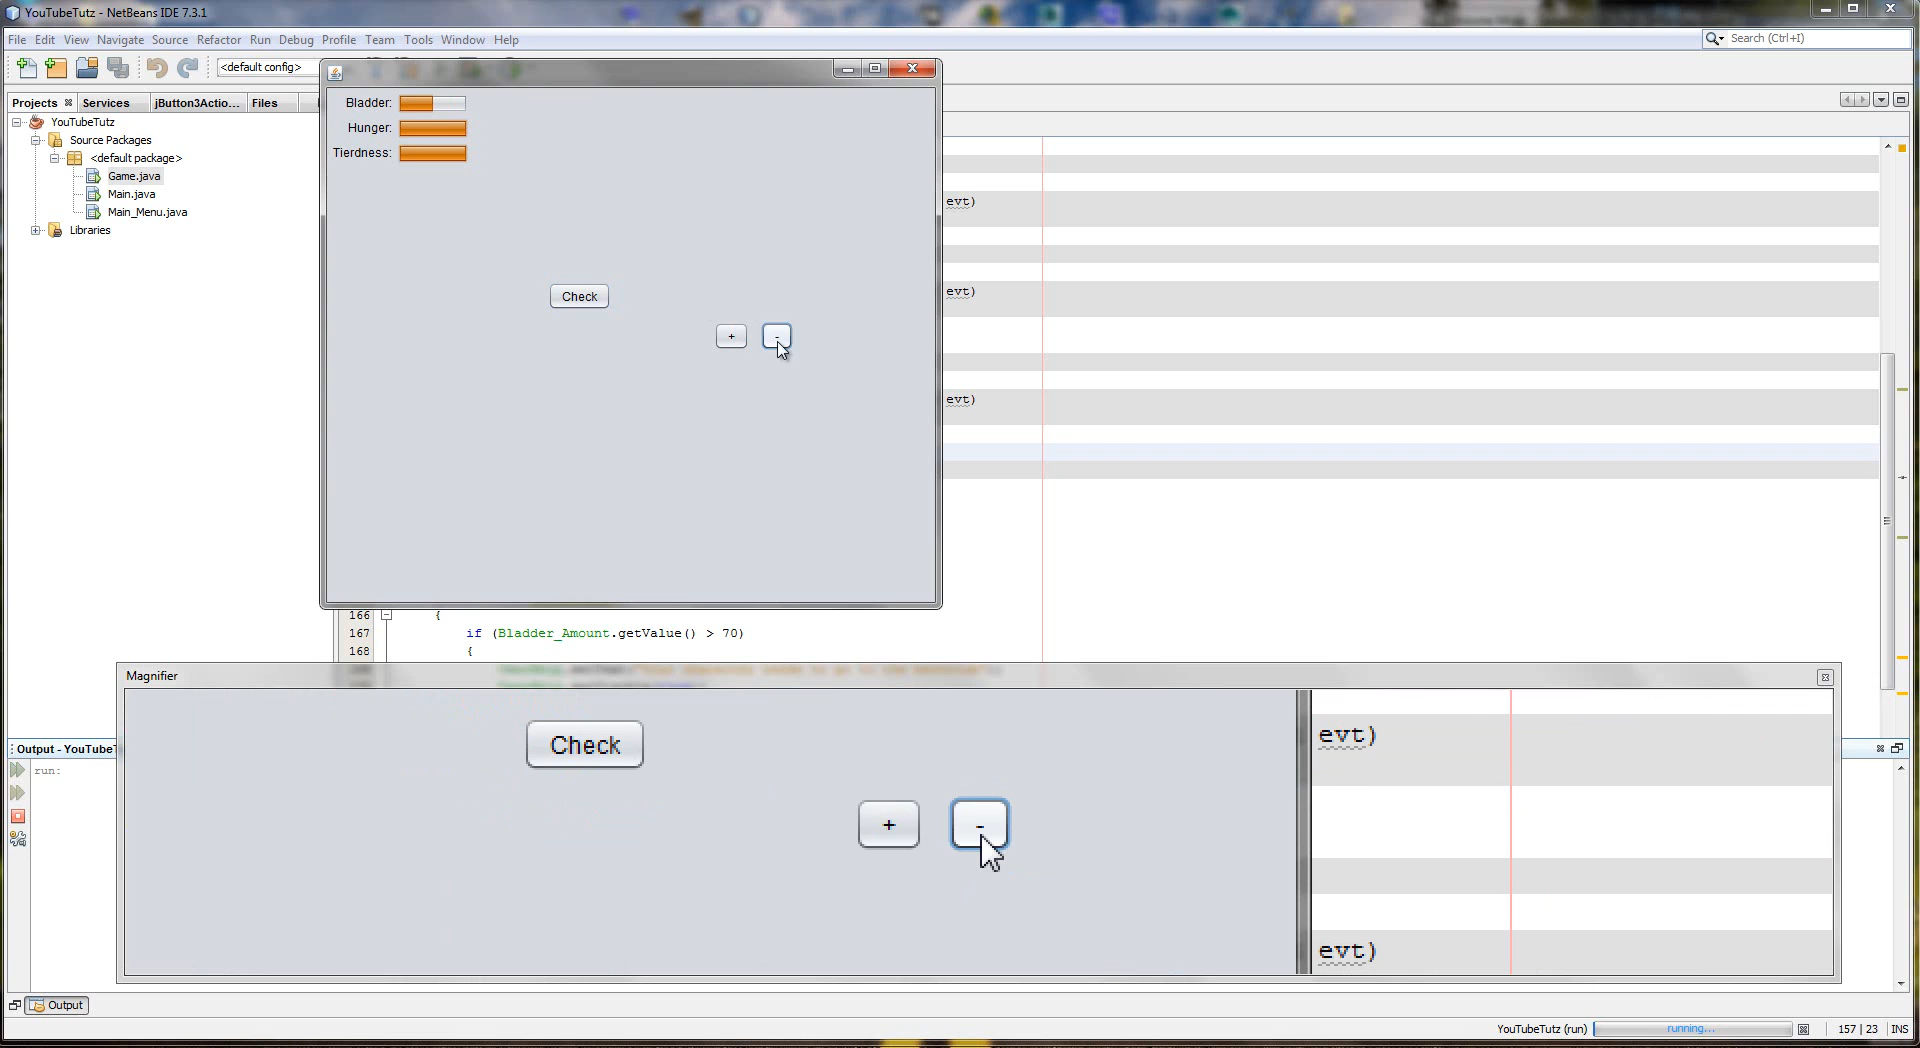 YouTubeTutz - NetBeans IDE 7.3.1
File Edit View Navigate Source Refactor Run Debug Profile Team Tools Window Help
Search (Ctrl+I)
<default config>
Projects Services jButton3Actio... Files
YouTubeTutz
Source Packages
<default package>
Game.java
Main.java
Main_Menu.java
Libraries
Bladder:
Hunger:
Tierdness:
Check
+ -
evt)
evt)
evt)
166 {
167 if (Bladder_Amount.getValue() > 70)
168 {
Magnifier
Check
+ -
evt)
evt)
Output - YouTubeT
run:
Output
YouTubeTutz (run) running... 157 | 23 INS